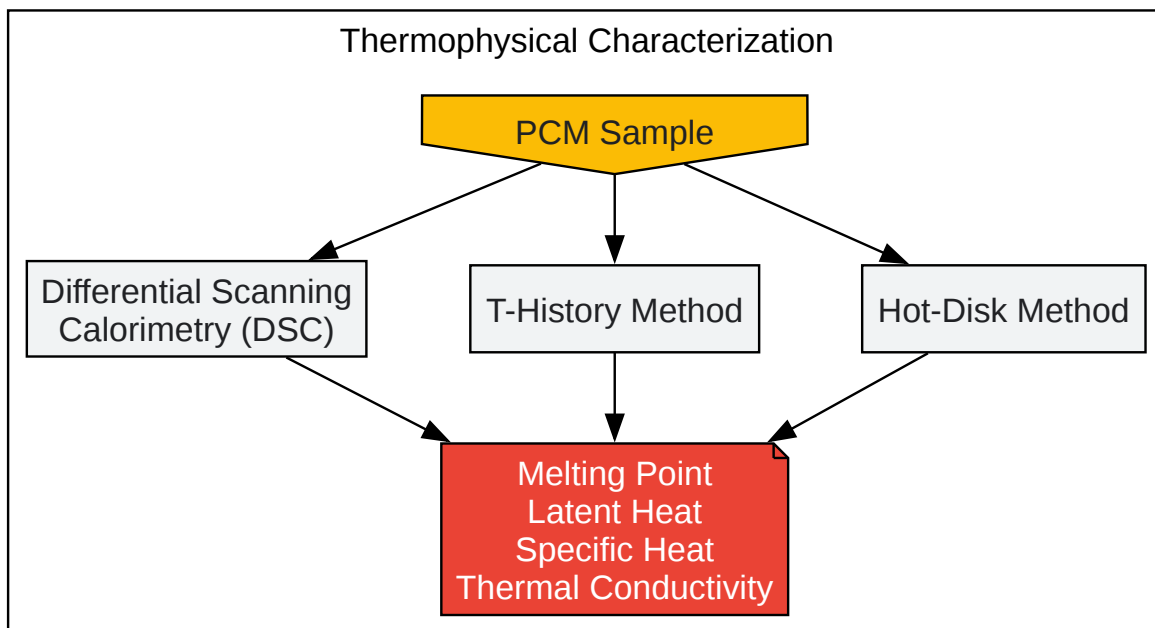 Thermophysical Characterization
PCM Sample
Differential Scanning
Calorimetry (DSC)
T-History Method
Hot-Disk Method
Melting Point
Latent Heat
Specific Heat
Thermal Conductivity